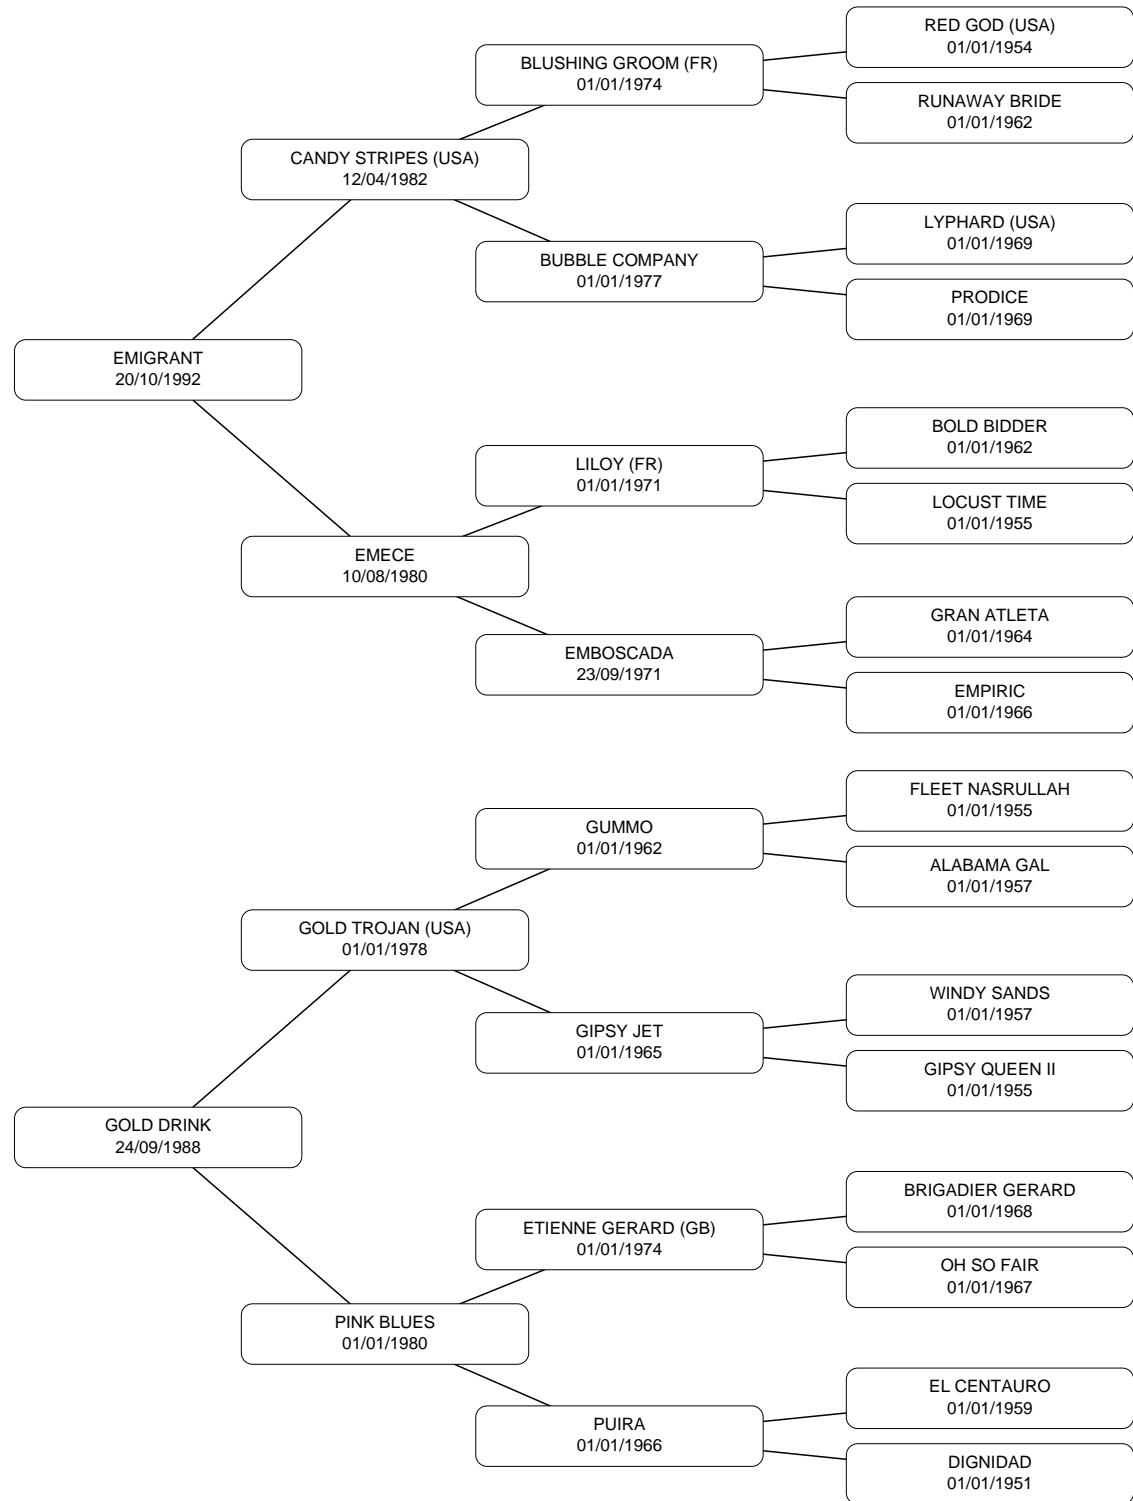 RED GOD (USA)
01/01/1954
BLUSHING GROOM (FR)
01/01/1974
RUNAWAY BRIDE
01/01/1962
CANDY STRIPES (USA)
12/04/1982
LYPHARD (USA)
01/01/1969
BUBBLE COMPANY
01/01/1977
PRODICE
01/01/1969
EMIGRANT
20/10/1992
BOLD BIDDER
01/01/1962
LILOY (FR)
01/01/1971
LOCUST TIME
01/01/1955
EMECE
10/08/1980
GRAN ATLETA
01/01/1964
EMBOSCADA
23/09/1971
EMPIRIC
01/01/1966
FLEET NASRULLAH
01/01/1955
GUMMO
01/01/1962
ALABAMA GAL
01/01/1957
GOLD TROJAN (USA)
01/01/1978
WINDY SANDS
01/01/1957
GIPSY JET
01/01/1965
GIPSY QUEEN II
01/01/1955
GOLD DRINK
24/09/1988
BRIGADIER GERARD
01/01/1968
ETIENNE GERARD (GB)
01/01/1974
OH SO FAIR
01/01/1967
PINK BLUES
01/01/1980
EL CENTAURO
01/01/1959
PUIRA
01/01/1966
DIGNIDAD
01/01/1951